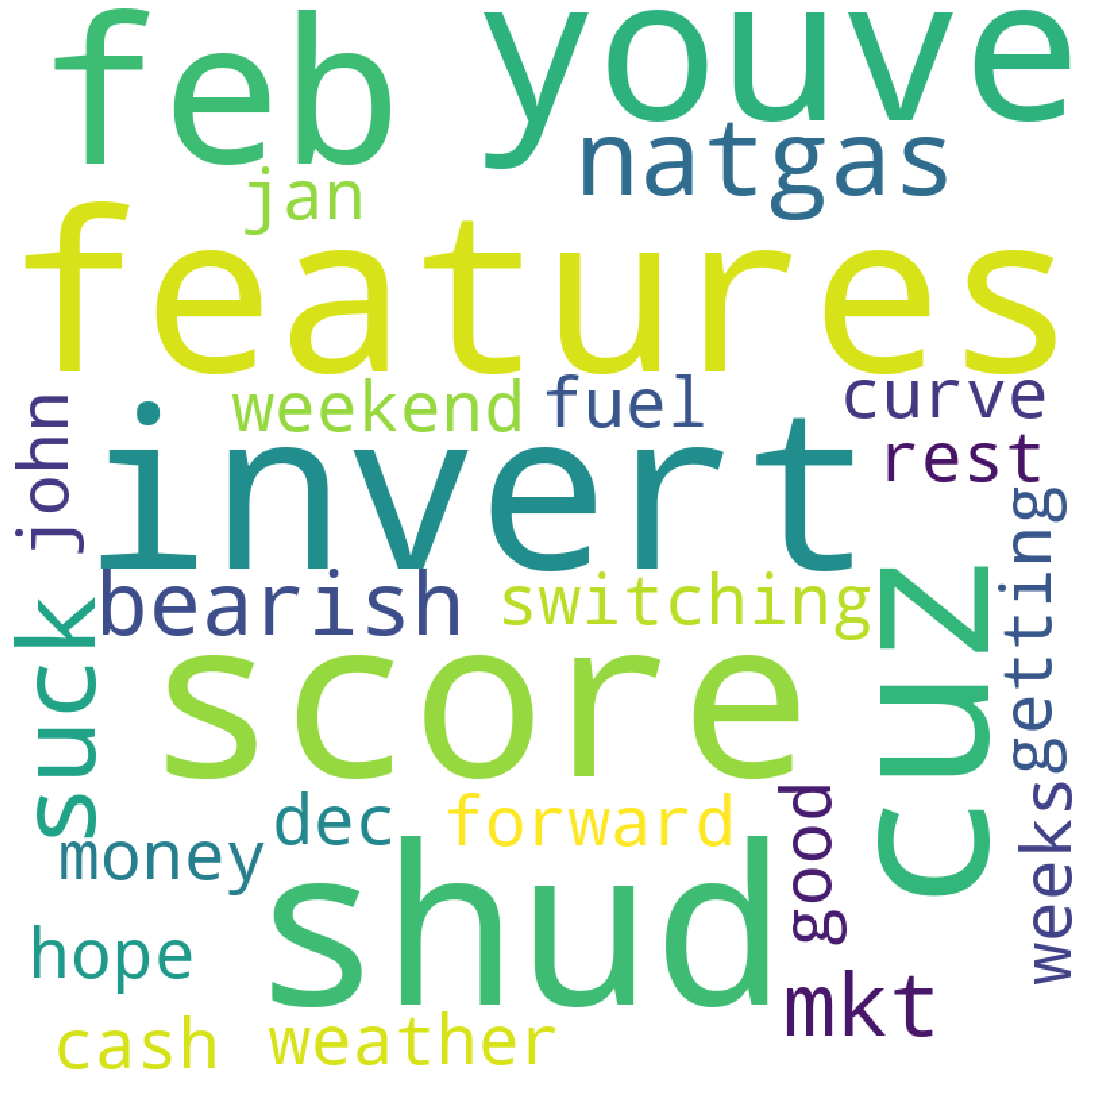 feb
youve
natgas
jan
features
weekend
fuel
curve
john
invert
rest
getting
bearish
switching
cuz
suck
score
dec
forward
good
weeks
money
shud
hope
mkt
cash
weather